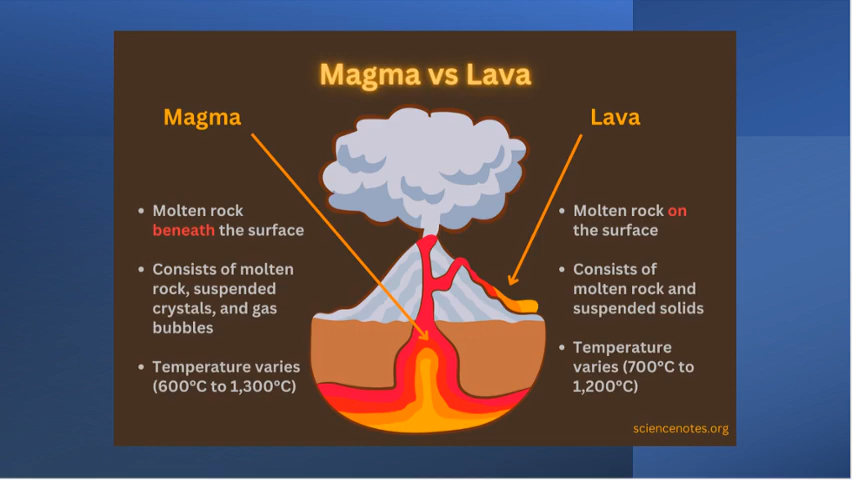 Magma vs Lava
Magma
• Molten rock
beneath the surface
• Consists of molten
rock, suspended
crystals, and gas
bubbles
• Temperature varies
(600°C to 1,300°C)
Lava
• Molten rock on
the surface
• Consists of
molten rock and
suspended solids
• Temperature
varies (700°C to
1,200°C)
sciencenotes.org